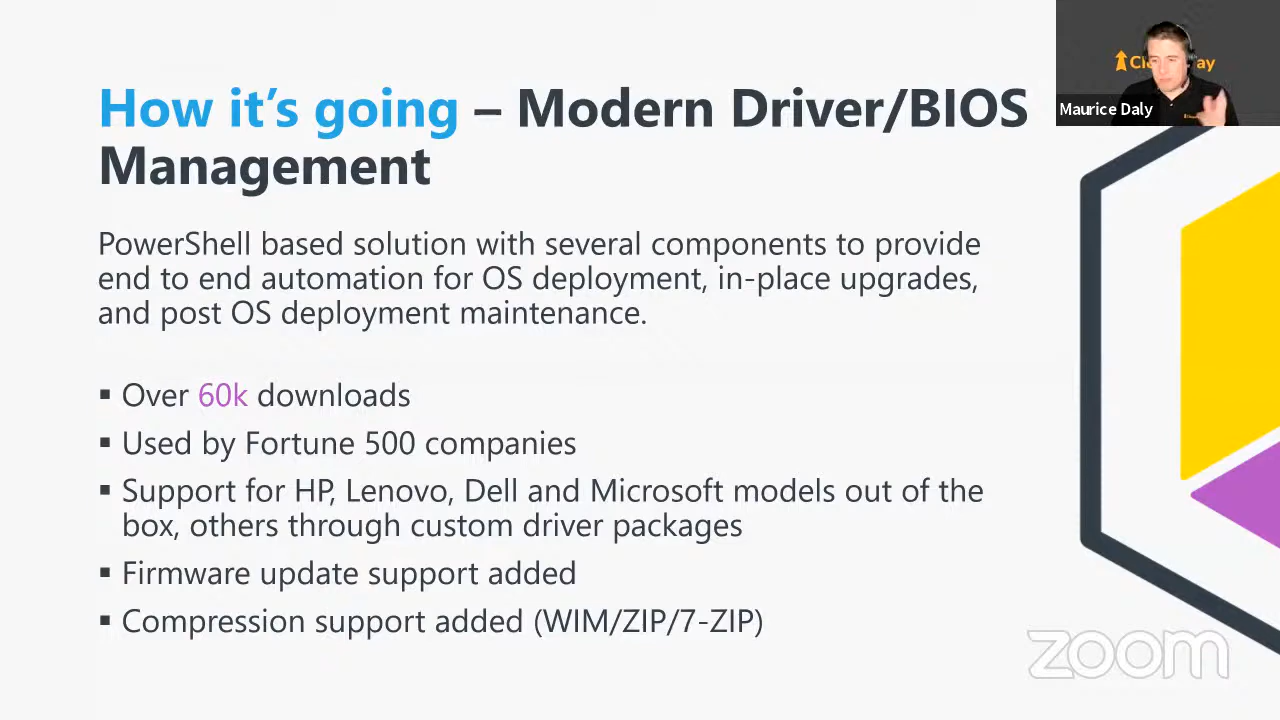 How it's going – Modern Driver/BIOS
Management
PowerShell based solution with several components to provide
end to end automation for OS deployment, in-place upgrades,
and post OS deployment maintenance.
▪ Over 60k downloads
▪ Used by Fortune 500 companies
▪ Support for HP, Lenovo, Dell and Microsoft models out of the
box, others through custom driver packages
▪ Firmware update support added
▪ Compression support added (WIM/ZIP/7-ZIP)
Maurice Daly
zoom